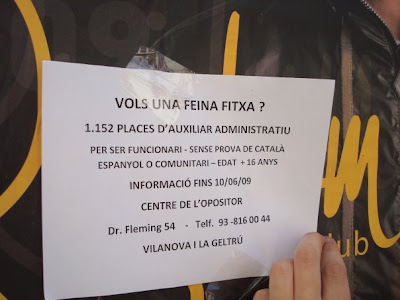 VOLS UNA FEINA FITXA ?
1.152 PLACES D'AUXILIAR ADMINISTRATIU
PER SER FUNCIONARI - SENSE PROVA DE CATALÀ
ESPANYOL O COMUNITARI – EDAT + 16 ANYS
INFORMACIÓ FINS 10/06/09
CENTRE DE L'OPOSITOR
Dr. Fleming 54 - Telf. 93 -816 00 44
VILANOVA I LA GELTRÚ
lub